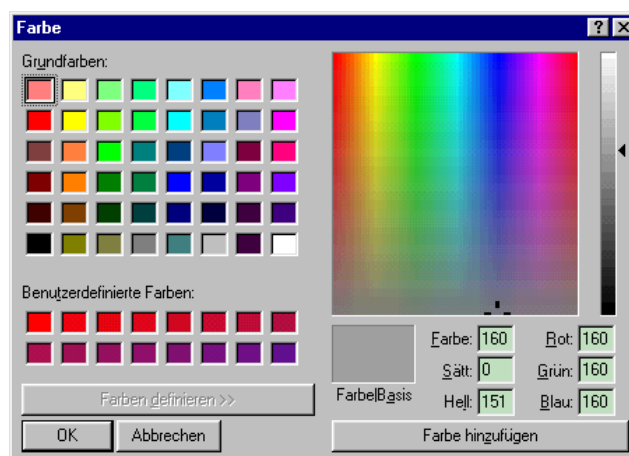 Farbe
Grundfarben:
Benutzerdefinierte Farben:
Farben definieren >>
OK Abbrechen
Farbe|Basis
Farbe: 160 Rot: 160
Sätt: 0 Grün: 160
Hell: 151 Blau: 160
Farbe hinzufügen